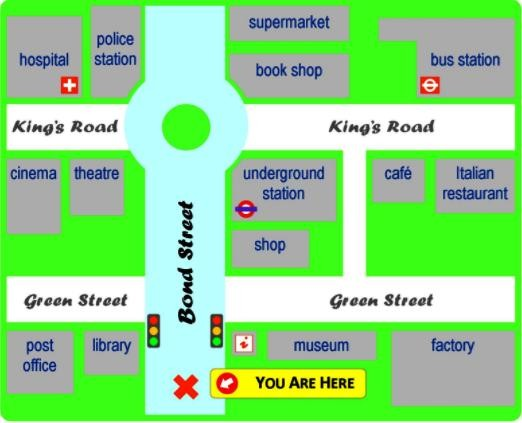 supermarket
police
station
hospital
book shop
bus station
King's Road
King's Road
cinema
theatre
underground
station
café
Italian
restaurant
Bond Street
shop
Green Street
Green Street
post
office
library
i
museum
factory
YOU ARE HERE